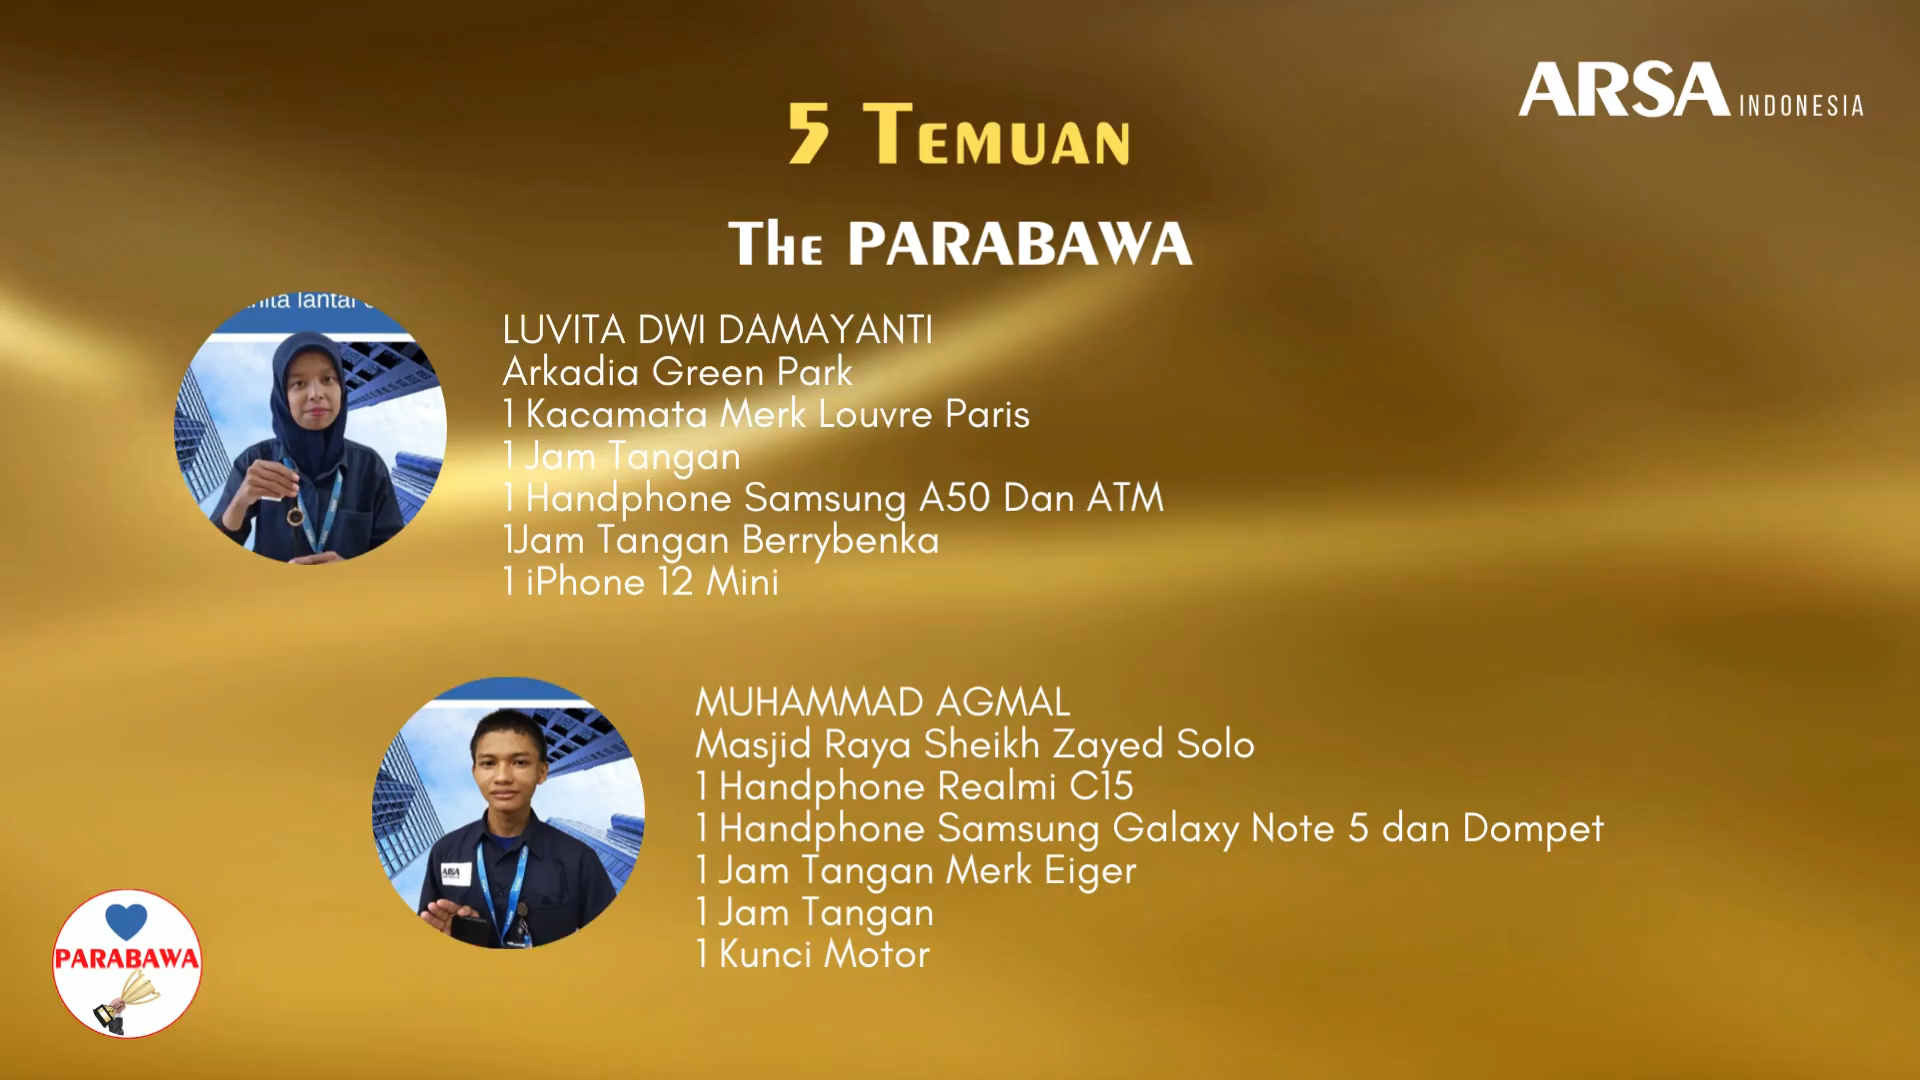 ARSA INDONESIA
5 TEMUAN
The PARABAWA
lantai
LUVITA DWI DAMAYANTI
Arkadia Green Park
1 Kacamata Merk Louvre Paris
1 Jam Tangan
1 Handphone Samsung A50 Dan ATM
1Jam Tangan Berrybenka
1 iPhone 12 Mini
MUHAMMAD AGMAL
Masjid Raya Sheikh Zayed Solo
1 Handphone Realmi C15
1 Handphone Samsung Galaxy Note 5 dan Dompet
1 Jam Tangan Merk Eiger
1 Jam Tangan
1 Kunci Motor
ARSA
PARABAWA